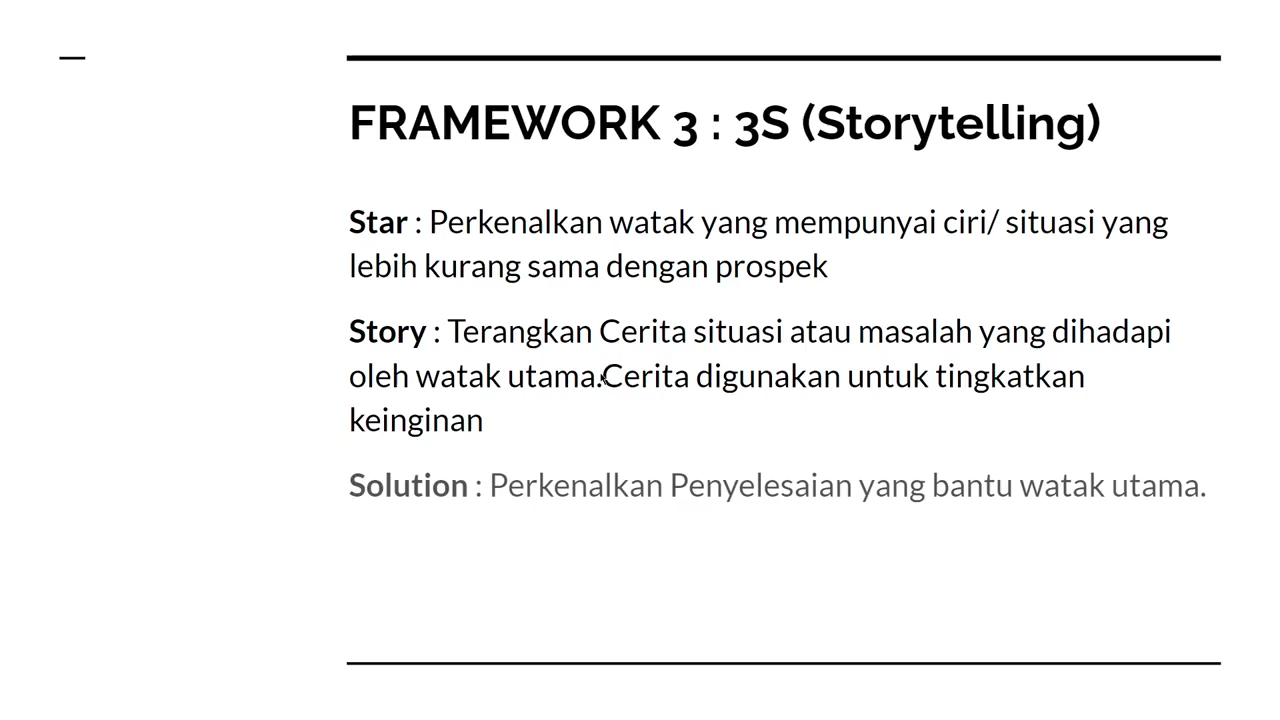 FRAMEWORK 3 : 3S (Storytelling)
Star : Perkenalkan watak yang mempunyai ciri/ situasi yang
lebih kurang sama dengan prospek
Story : Terangkan Cerita situasi atau masalah yang dihadapi
oleh watak utama.Cerita digunakan untuk tingkatkan
keinginan
Solution : Perkenalkan Penyelesaian yang bantu watak utama.